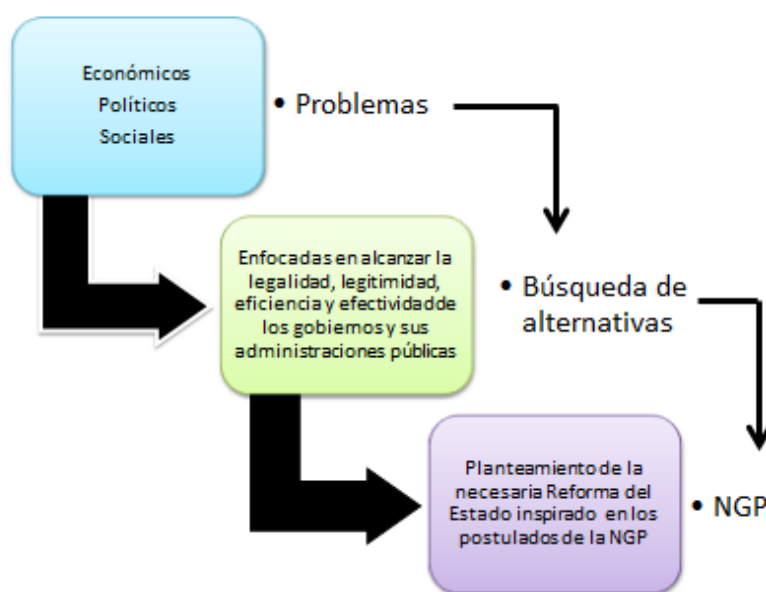 Económicos
Políticos
Sociales
• Problemas
Enfocadas en alcanzar la
legalidad, legitimidad,
eficiencia y efectividadde
los gobiernos y sus
administraciones públicas
• Búsqueda de
alternativas
Planteamiento de la
necesaria Reforma del
Estado inspirado en los
postulados de la NGP
• NGP